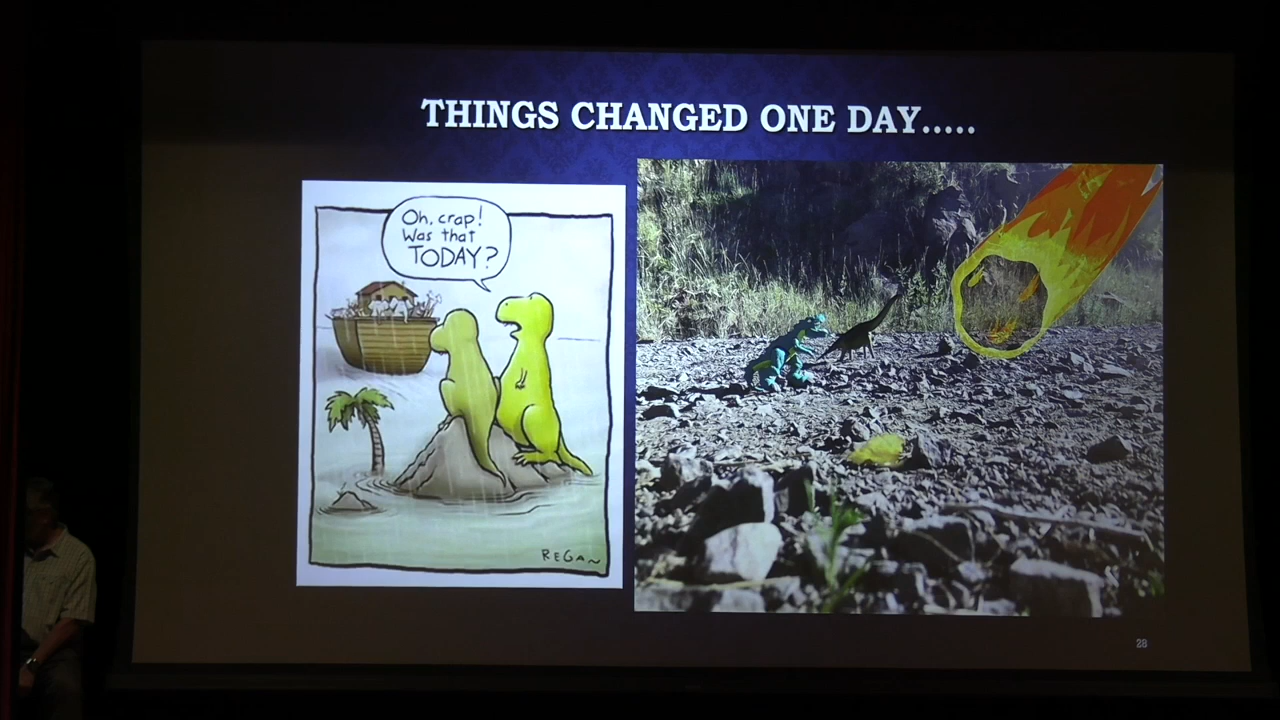 THINGS CHANGED ONE DAY.....
Oh, crap!
Was that
TODAY?
REGAN
28